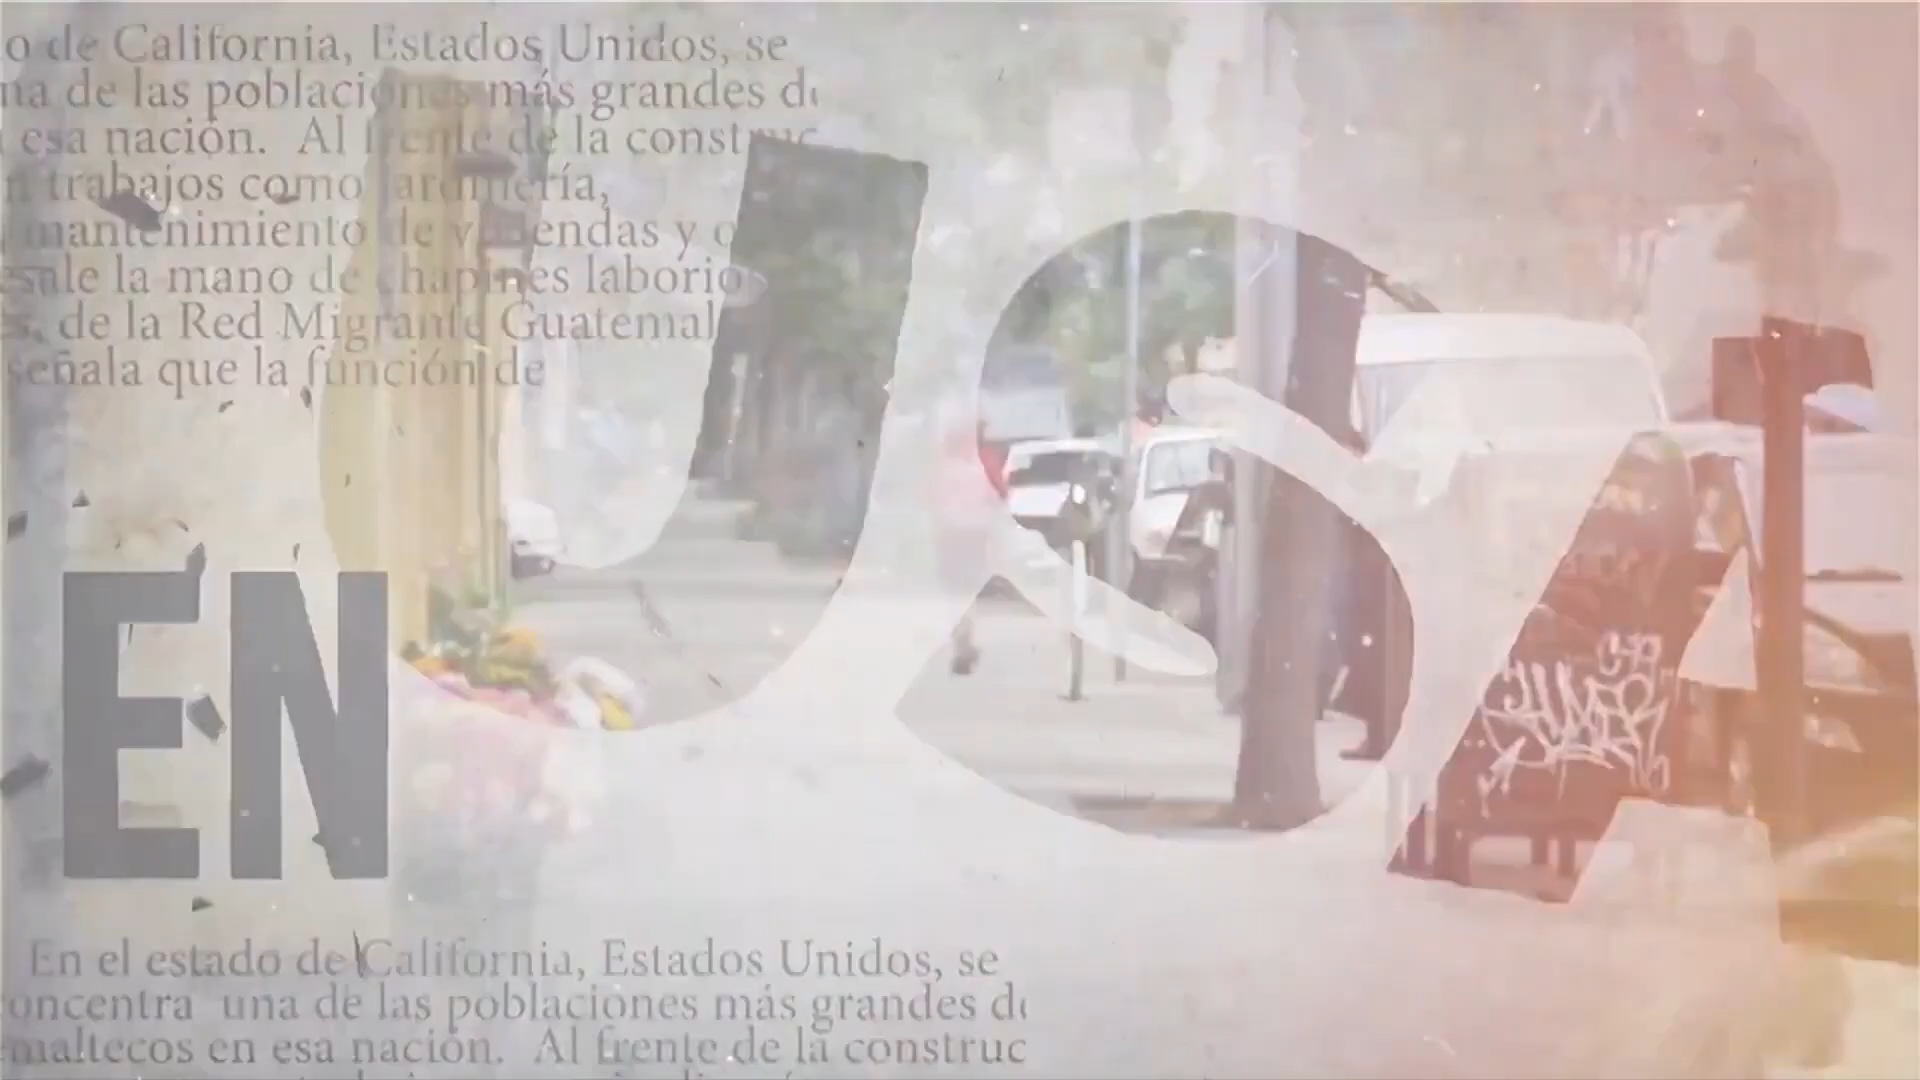 o de California, Estados Unidos, se
na de las poblaciones más grandes de
esa nación. Al frente de la construc
n trabajos como jardinería,
mantenimiento de viviendas y o
sale la mano de chapines laborio
de la Red Migrante Guatemal
señala que la función de
EN
USA
En el estado de California, Estados Unidos, se
oncentra una de las poblaciones más grandes de
maltecos en esa nación. Al frente de la construc